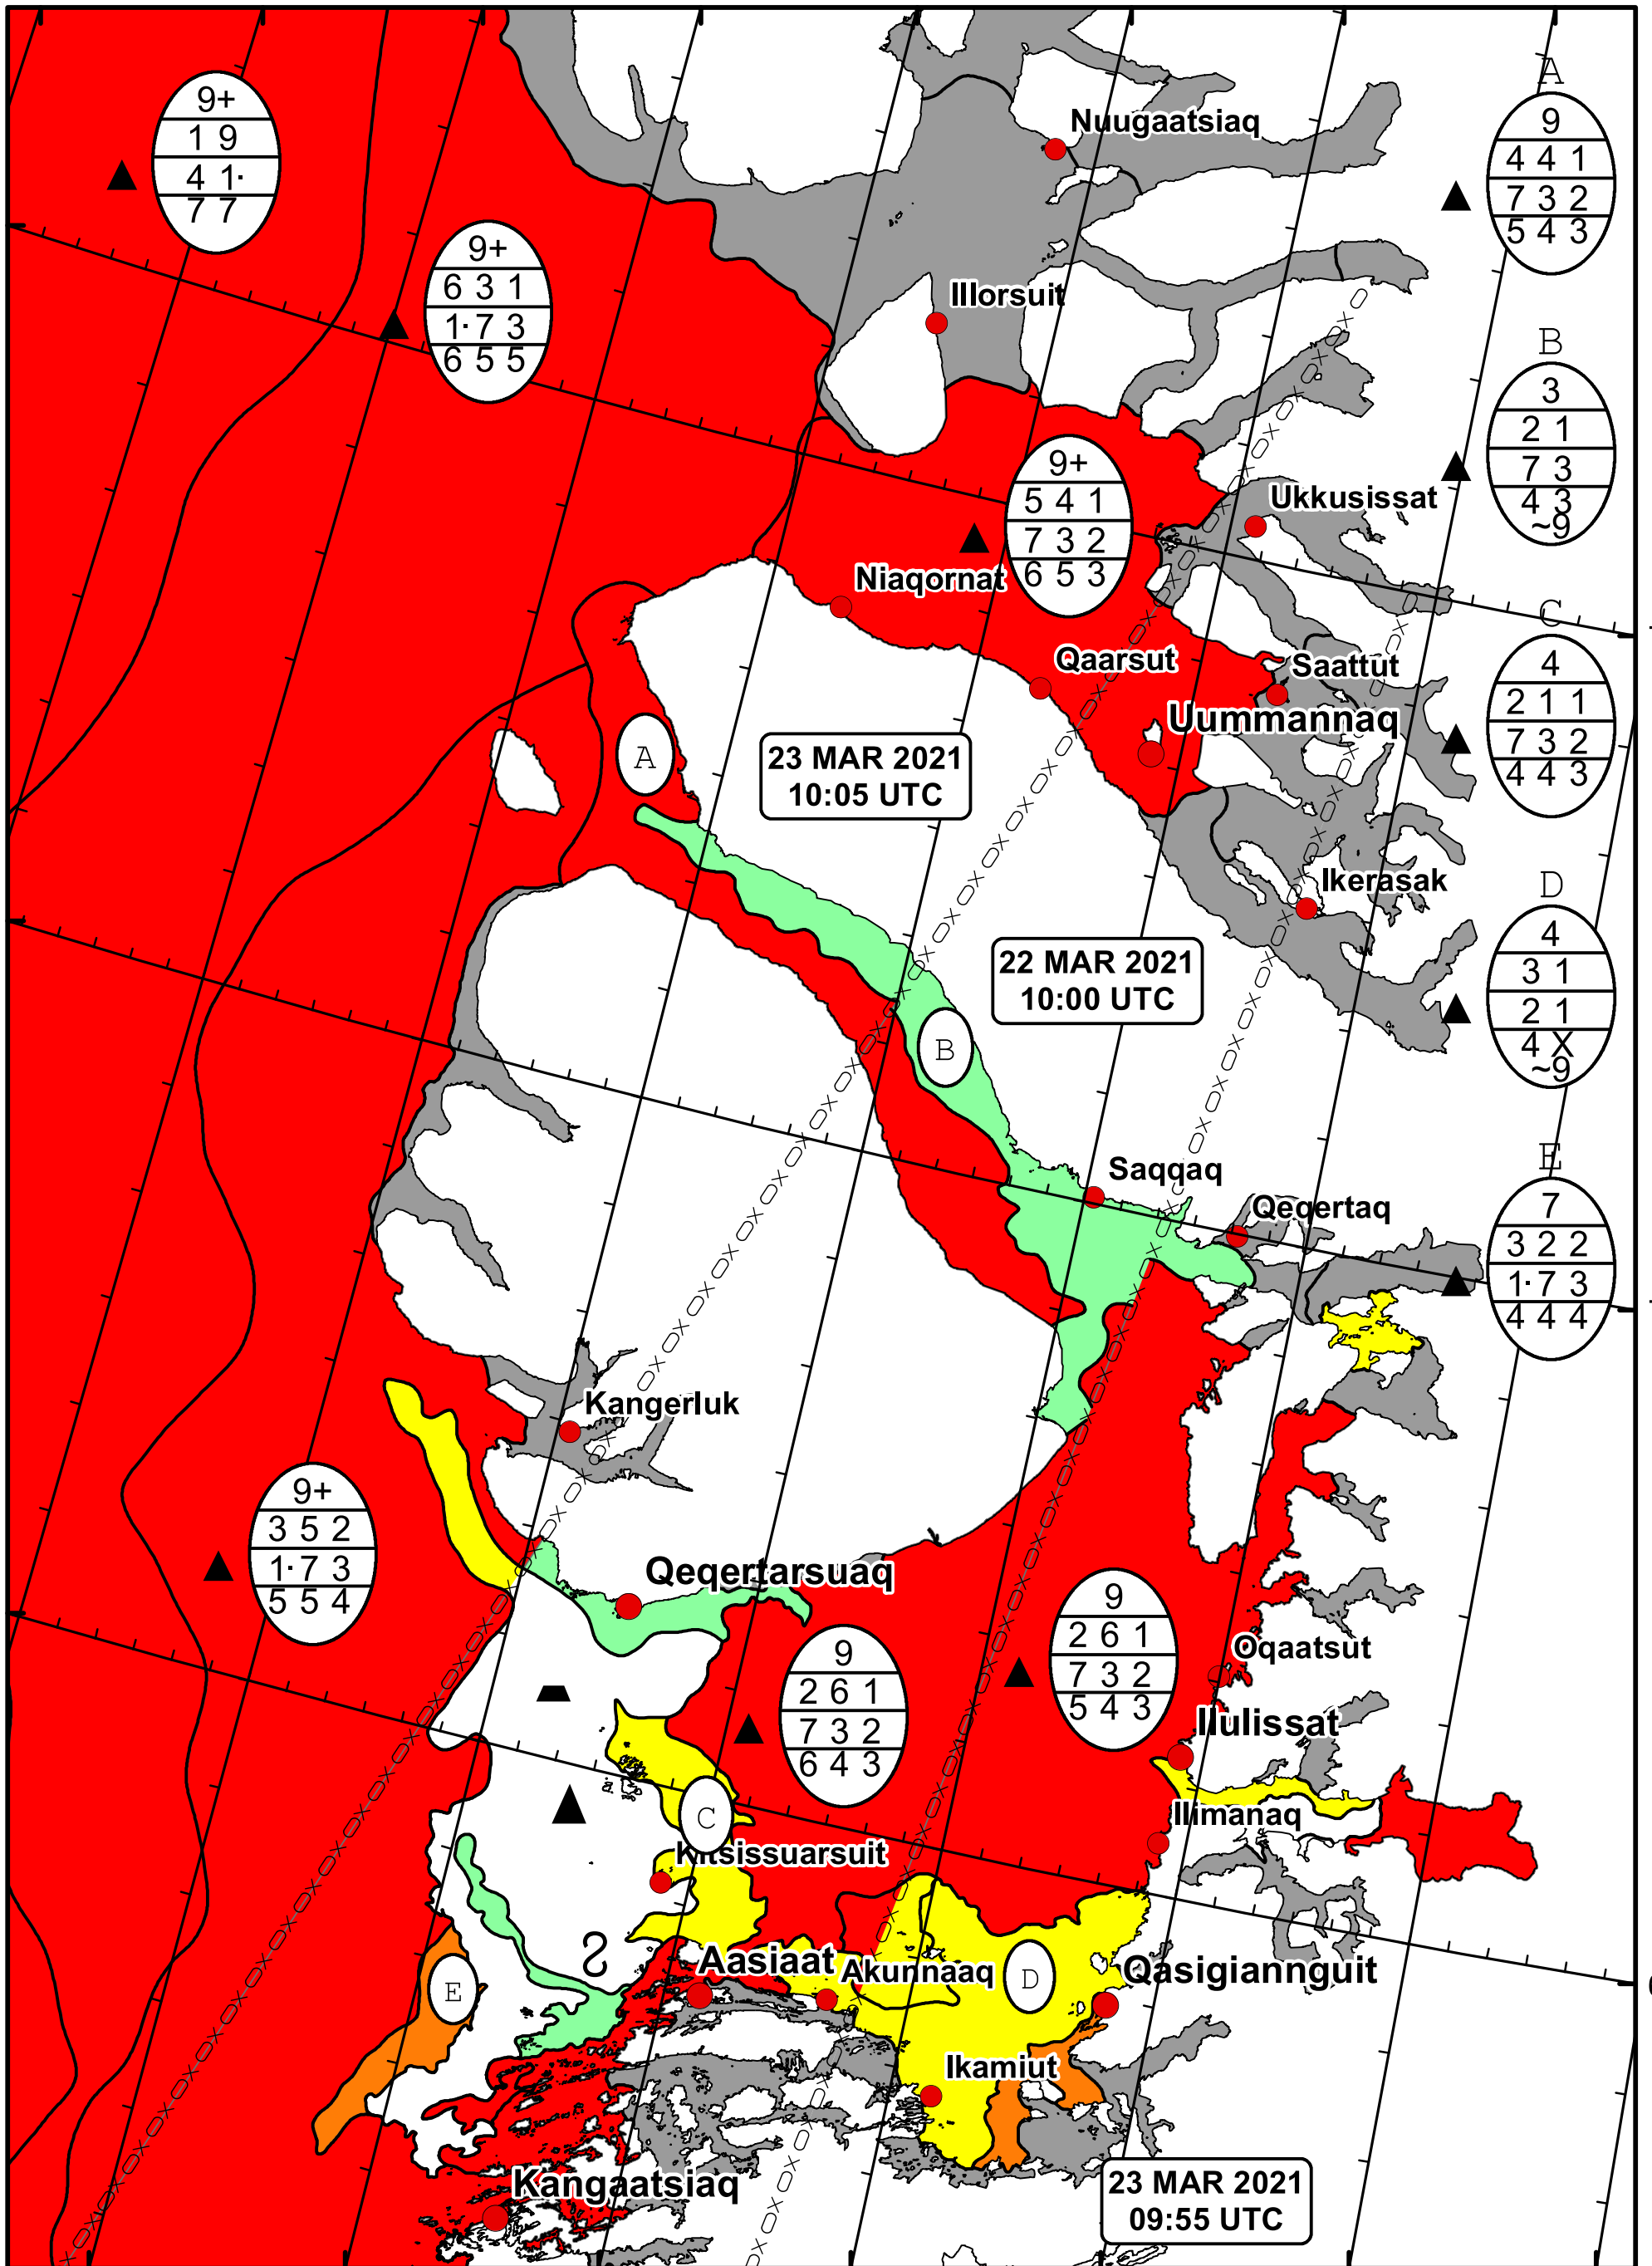 A
9+
1 9
4 1·
7 7
Nuugaatsiaq
9
4 4 1
7 3 2
5 4 3
9+
6 3 1
1·7 3
6 5 5
Illorsuit
B
3
2 1
7 3
4 3
~9
9+
5 4 1
7 3 2
6 5 3
Ukkusissat
Niaqornat
C
Qaarsut
Saattut
4
2 1 1
7 3 2
4 4 3
Uummannaq
A
23 MAR 2021
10:05 UTC
Ikerasak
D
4
3 1
2 1
4 X
~9
22 MAR 2021
10:00 UTC
B
Saqqaq
E
Qeqertaq
7
3 2 2
1·7 3
4 4 4
Kangerluk
9+
3 5 2
1·7 3
5 5 4
Qeqertarsuaq
9
2 6 1
7 3 2
5 4 3
9
2 6 1
7 3 2
6 4 3
Oqaatsut
Ilulissat
C
Ilimanaq
Kitsissuarsuit
Aasiaat
Akunnaaq
D
Qasigiannguit
E
Ikamiut
Kangaatsiaq
23 MAR 2021
09:55 UTC